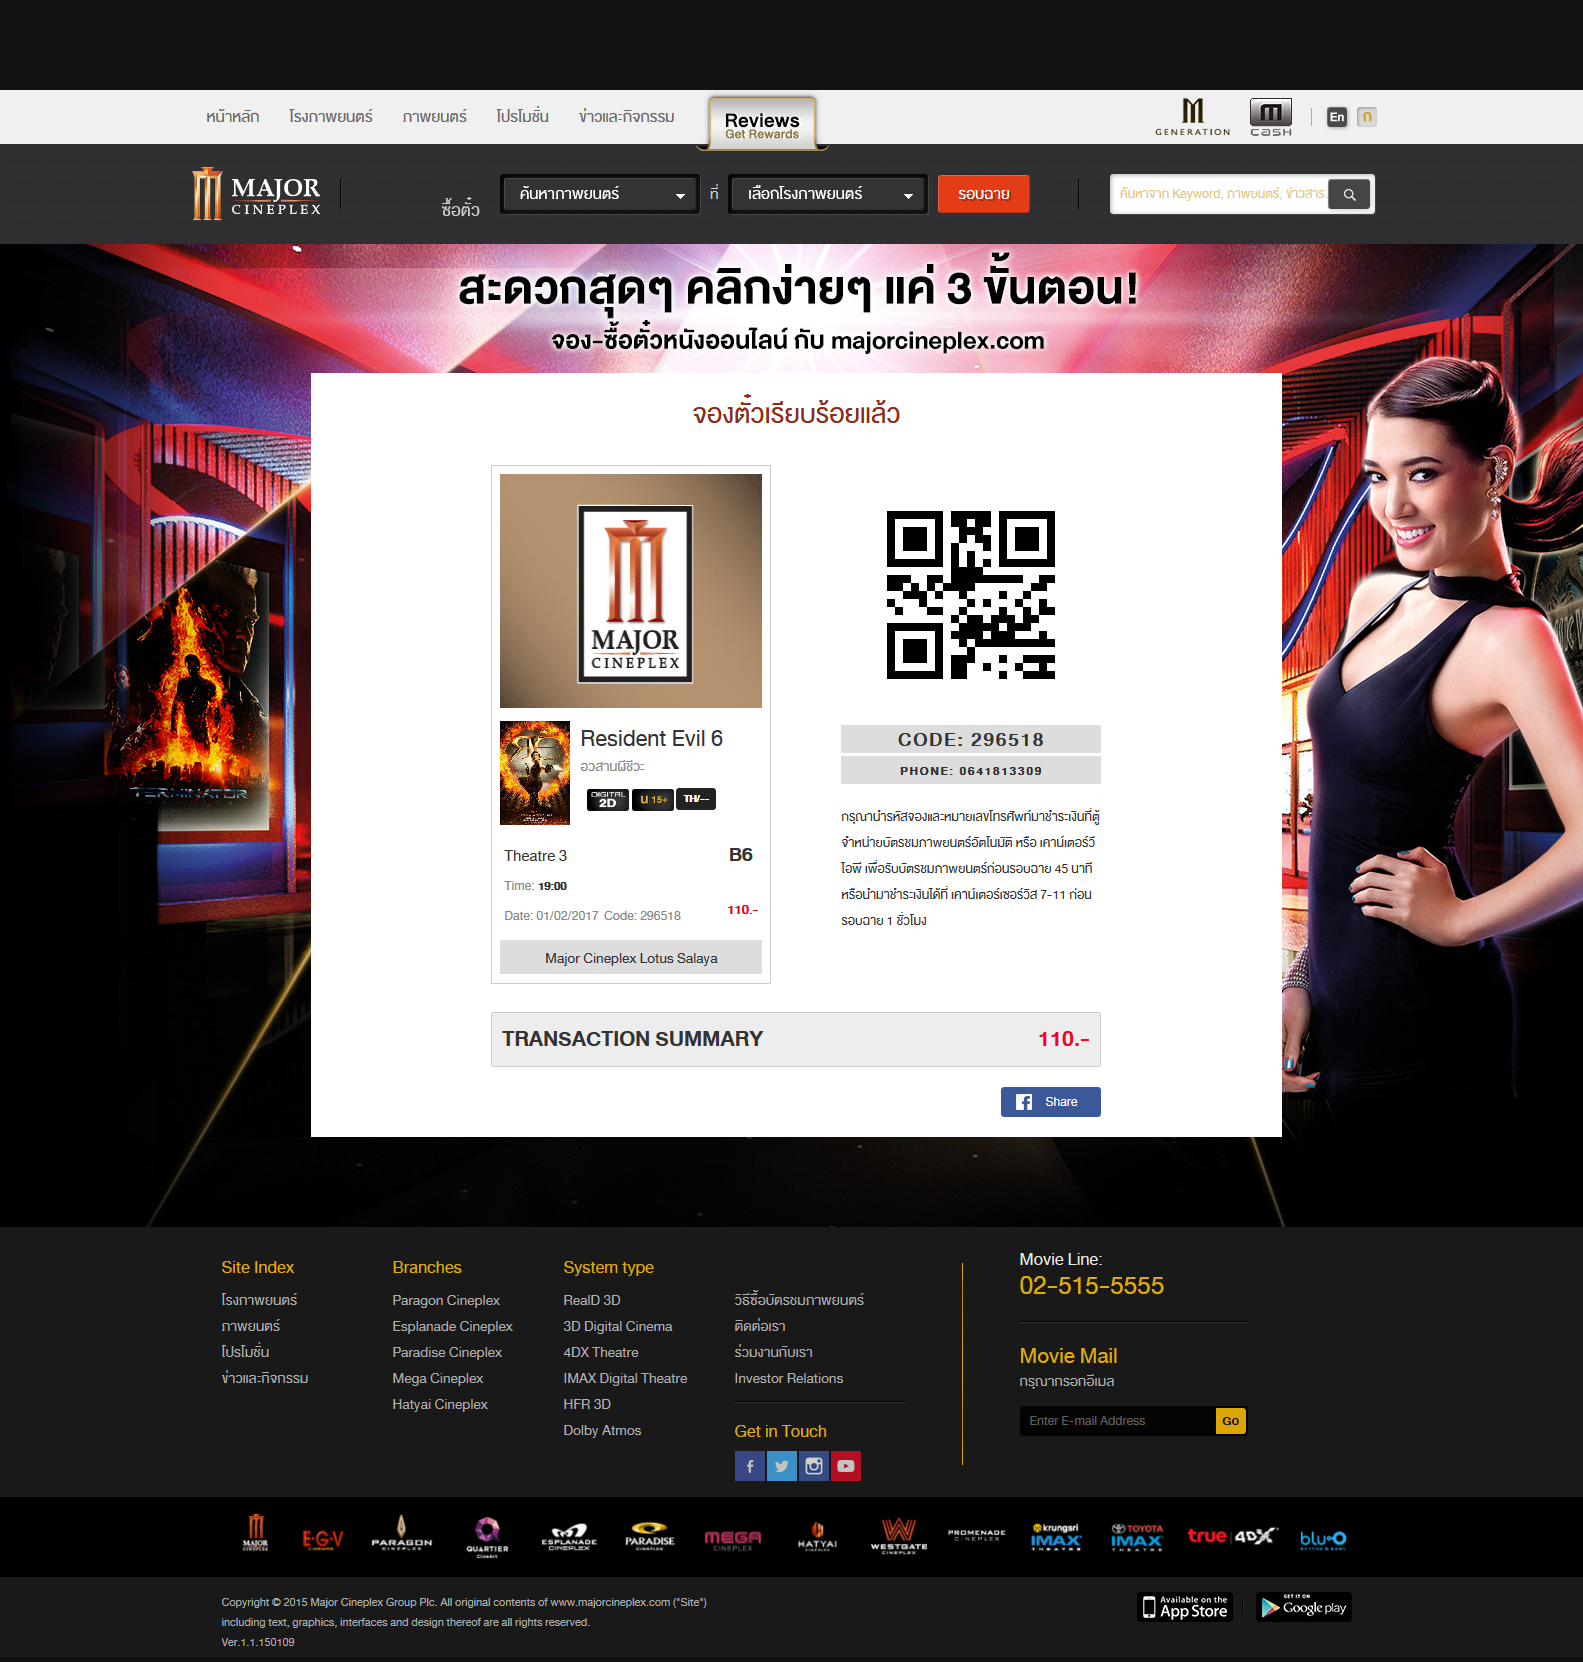 หน้าหลัก โรงภาพยนตร์ ภาพยนตร์ โปรโมชั่น ข่าวและกิจกรรม
Reviews
Get Rewards
GENERATION
CASH
En ก
MAJOR
CINEPLEX
ซื้อตั๋ว ค้นหาภาพยนตร์ ที่ เลือกโรงภาพยนตร์ รอบฉาย
ค้นหาจาก Keyword, ภาพยนตร์, ข่าวสาร
สะดวกสุดๆ คลิกง่ายๆ แค่ 3 ขั้นตอน!
จอง-ซื้อตั๋วหนังออนไลน์ กับ majorcineplex.com
จองตั๋วเรียบร้อยแล้ว
MAJOR
CINEPLEX
TERMINATOR
Resident Evil 6
อวสานผีชีวะ
DIGITAL 2D น 15+ TH/--
Theatre 3 B6
Time: 19:00
Date: 01/02/2017 Code: 296518 110.-
Major Cineplex Lotus Salaya
CODE: 296518
PHONE: 0641813309
กรุณานำรหัสจองและหมายเลขโทรศัพท์มาชำระเงินที่ตู้
จำหน่ายบัตรชมภาพยนตร์อัตโนมัติ หรือ เคาน์เตอร์วี
ไอพี เพื่อรับบัตรชมภาพยนตร์ก่อนรอบฉาย 45 นาที
หรือนำมาชำระเงินได้ที่ เคาน์เตอร์เซอร์วิส 7-11 ก่อน
รอบฉาย 1 ชั่วโมง
TRANSACTION SUMMARY 110.-
Share
Site Index
โรงภาพยนตร์
ภาพยนตร์
โปรโมชั่น
ข่าวและกิจกรรม
Branches
Paragon Cineplex
Esplanade Cineplex
Paradise Cineplex
Mega Cineplex
Hatyai Cineplex
System type
RealD 3D
3D Digital Cinema
4DX Theatre
IMAX Digital Theatre
HFR 3D
Dolby Atmos
วิธีซื้อบัตรชมภาพยนตร์
ติดต่อเรา
ร่วมงานกับเรา
Investor Relations
Get in Touch
Movie Line:
02-515-5555
Movie Mail
กรุณากรอกอีเมล
Enter E-mail Address Go
MAJOR CINEPLEX
E·G·V
PARAGON CINEPLEX
QUARTIER CineArt
ESPLANADE CINEPLEX
PARADISE CINEPLEX
MEGA CINEPLEX
HATYAI
WESTGATE CINEPLEX
PROMENADE CINEPLEX
krungsri IMAX THEATRE
TOYOTA IMAX THEATRE
true 4DX
blu-O
Copyright © 2015 Major Cineplex Group Plc. All original contents of www.majorcineplex.com ("Site")
including text, graphics, interfaces and design thereof are all rights reserved.
Ver.1.1.150109
Available on the App Store
GET IT ON Google play